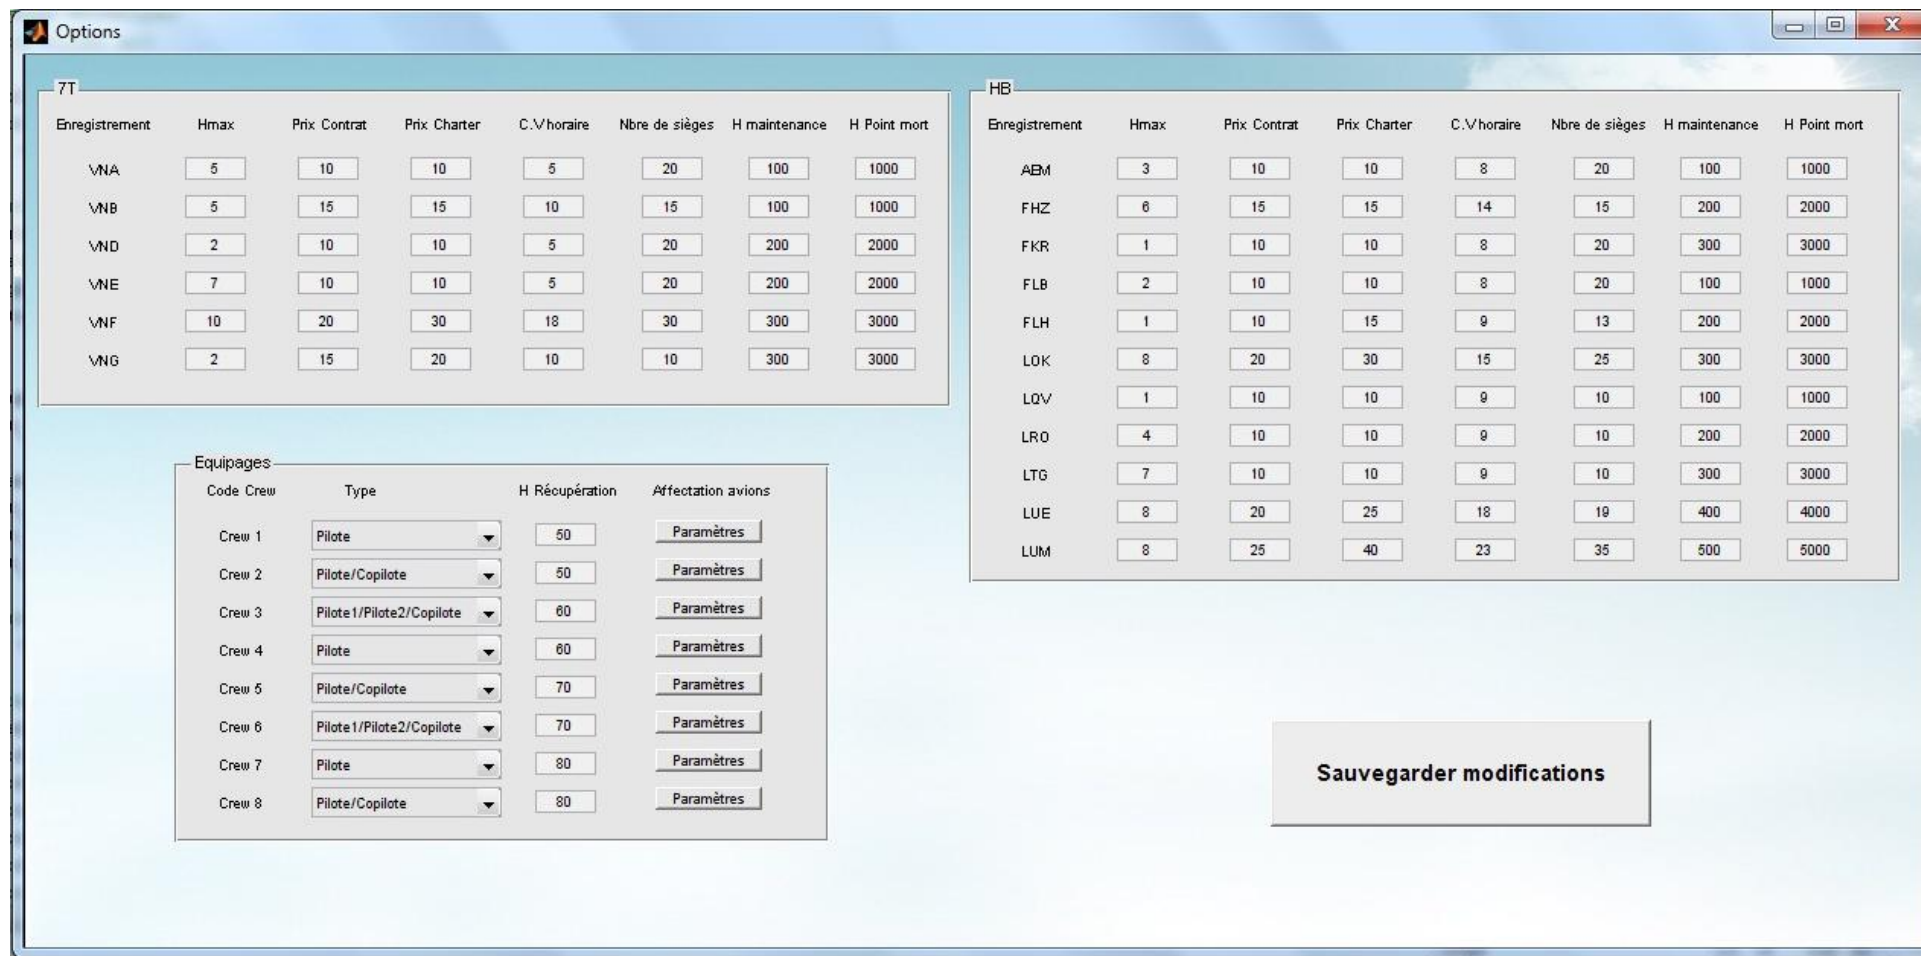 Options
7T
Enregistrement Hmax Prix Contrat Prix Charter C.V horaire Nbre de sièges H maintenance H Point mort
VNA 5 10 10 5 20 100 1000
VNB 5 15 15 10 15 100 1000
VND 2 10 10 5 20 200 2000
VNE 7 10 10 5 20 200 2000
VNF 10 20 30 18 30 300 3000
VNG 2 15 20 10 10 300 3000
HB
Enregistrement Hmax Prix Contrat Prix Charter C.V horaire Nbre de sièges H maintenance H Point mort
AEM 3 10 10 8 20 100 1000
FHZ 6 15 15 14 15 200 2000
FKR 1 10 10 8 20 300 3000
FLB 2 10 10 8 20 100 1000
FLH 1 10 15 9 13 200 2000
LOK 8 20 30 15 25 300 3000
LQV 1 10 10 9 10 100 1000
LRO 4 10 10 9 10 200 2000
LTG 7 10 10 9 10 300 3000
LUE 8 20 25 18 19 400 4000
LUM 8 25 40 23 35 500 5000
Equipages
Code Crew Type H Récupération Affectation avions
Crew 1 Pilote 50 Paramètres
Crew 2 Pilote/Copilote 50 Paramètres
Crew 3 Pilote1/Pilote2/Copilote 60 Paramètres
Crew 4 Pilote 60 Paramètres
Crew 5 Pilote/Copilote 70 Paramètres
Crew 6 Pilote1/Pilote2/Copilote 70 Paramètres
Crew 7 Pilote 80 Paramètres
Crew 8 Pilote/Copilote 80 Paramètres
Sauvegarder modifications